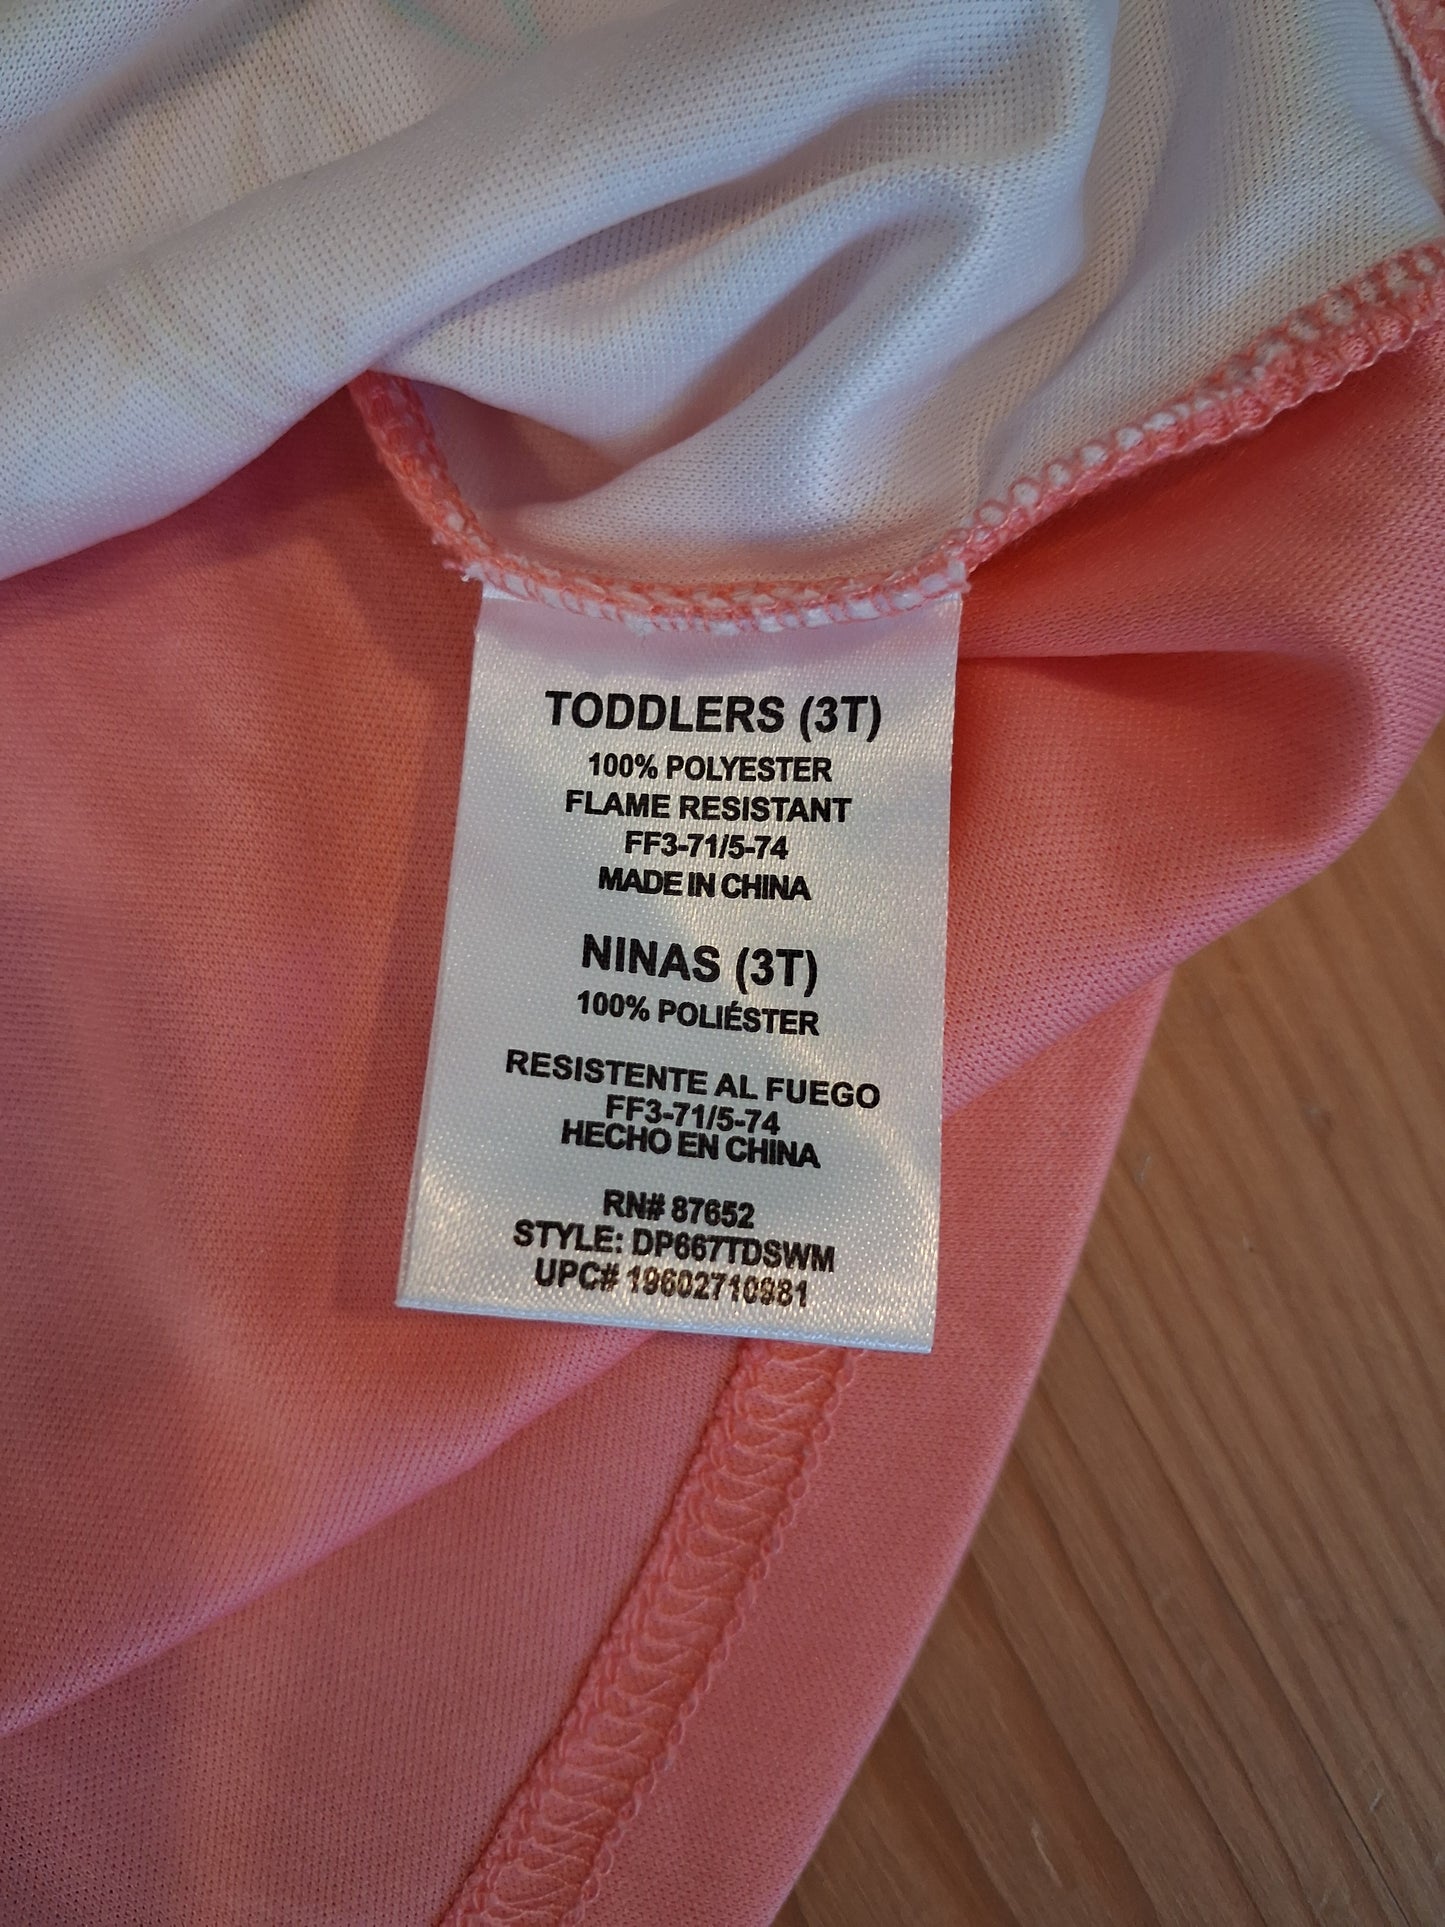 TODDLERS (3T)
100% POLYESTER
FLAME RESISTANT
FF3-71/5-74
MADE IN CHINA
NINAS (3T)
100% POLIÉSTER
RESISTENTE AL FUEGO
FF3-71/5-74
HECHO EN CHINA
RN# 87652
STYLE: DP667TDSWM
UPC# 19602710981